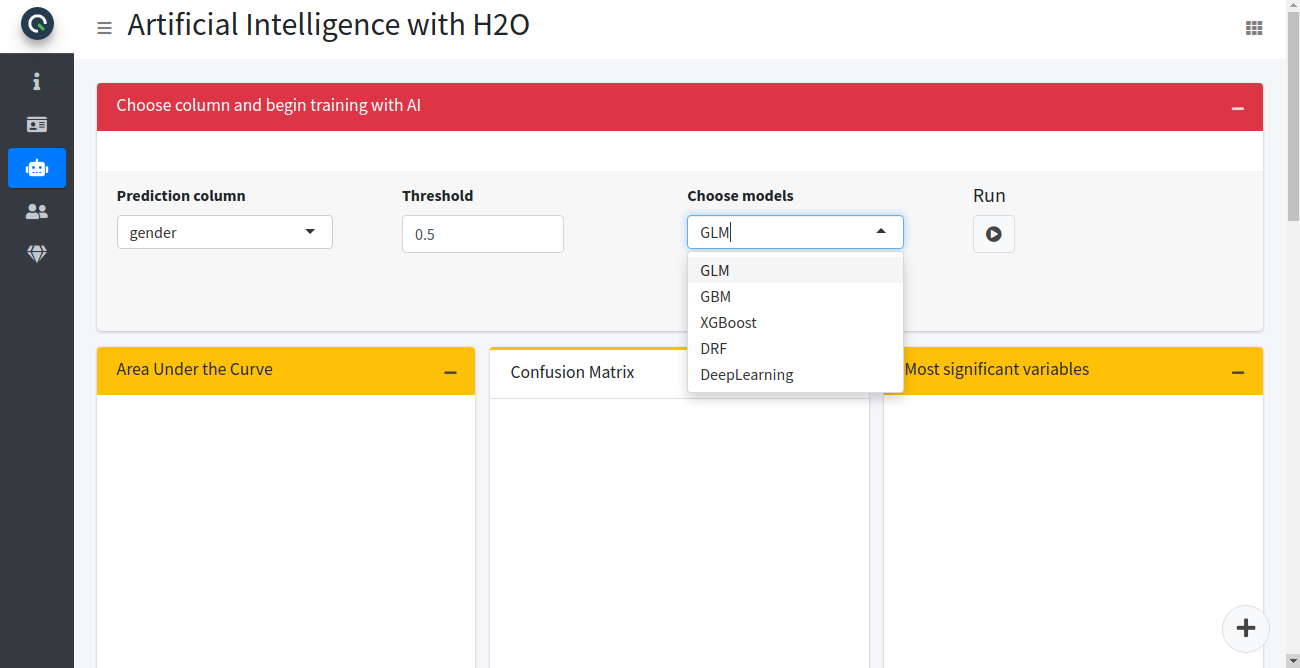 Artificial Intelligence with H2O
Choose column and begin training with AI
Prediction column
Threshold
Choose models
Run
gender
0.5
GLM
GLM
GBM
XGBoost
DRF
DeepLearning
Area Under the Curve
Confusion Matrix
Most significant variables